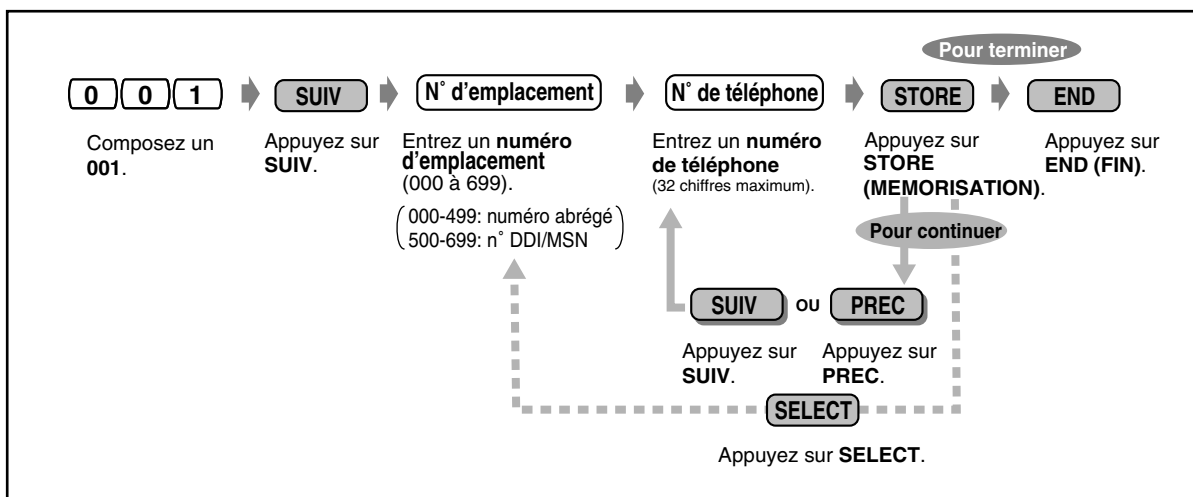 Pour terminer
0 0 1 SUIV N° d'emplacement N° de téléphone STORE END
Composez un
001.
Appuyez sur
SUIV.
Entrez un numéro
d'emplacement
(000 à 699).
000-499: numéro abrégé
500-699: n° DDI/MSN
Entrez un numéro
de téléphone
(32 chiffres maximum).
Appuyez sur
STORE
(MEMORISATION).
Appuyez sur
END (FIN).
Pour continuer
SUIV OU PREC
Appuyez sur
SUIV.
Appuyez sur
PREC.
SELECT
Appuyez sur SELECT.